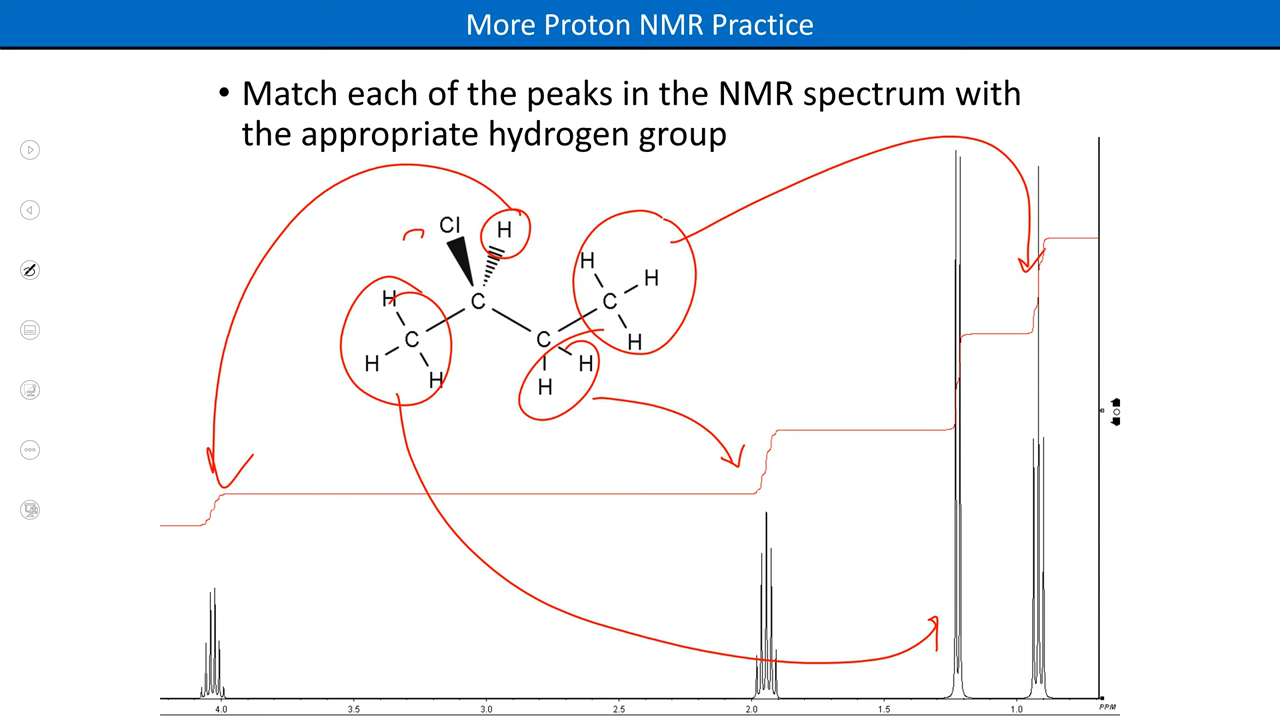 More Proton NMR Practice
• Match each of the peaks in the NMR spectrum with
the appropriate hydrogen group
Cl H
H H
H C C
C C
H H H H
H
4.0 3.5 3.0 2.5 2.0 1.5 1.0 PPM